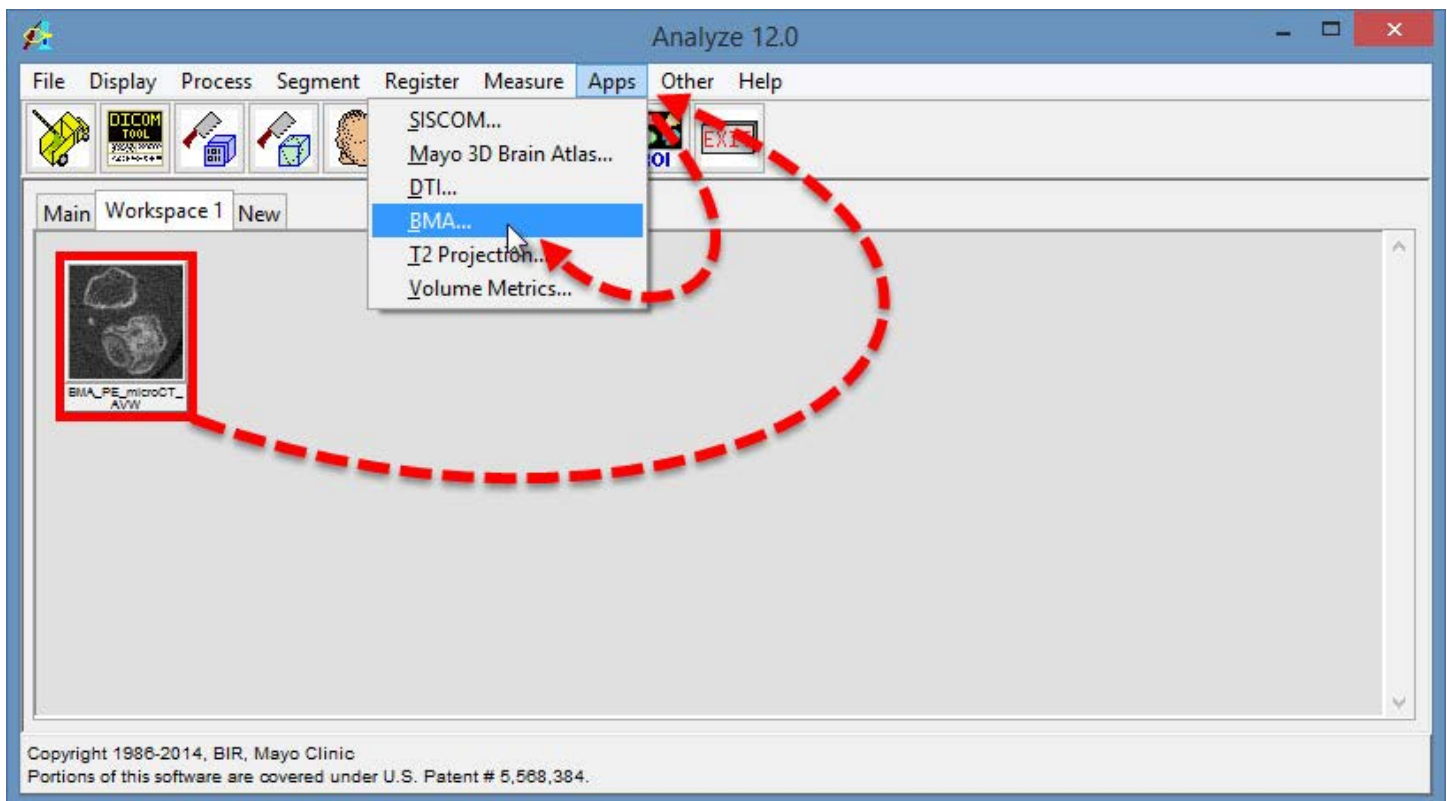 Analyze 12.0
File Display Process Segment Register Measure Apps Other Help
DICOM
TOOL
EXIT
OI
SISCOM...
Mayo 3D Brain Atlas...
DTI...
BMA...
T2 Projection...
Volume Metrics...
Main Workspace 1 New
BMA_PE_microCT_
AVW
Copyright 1986-2014, BIR, Mayo Clinic
Portions of this software are covered under U.S. Patent # 5,568,384.